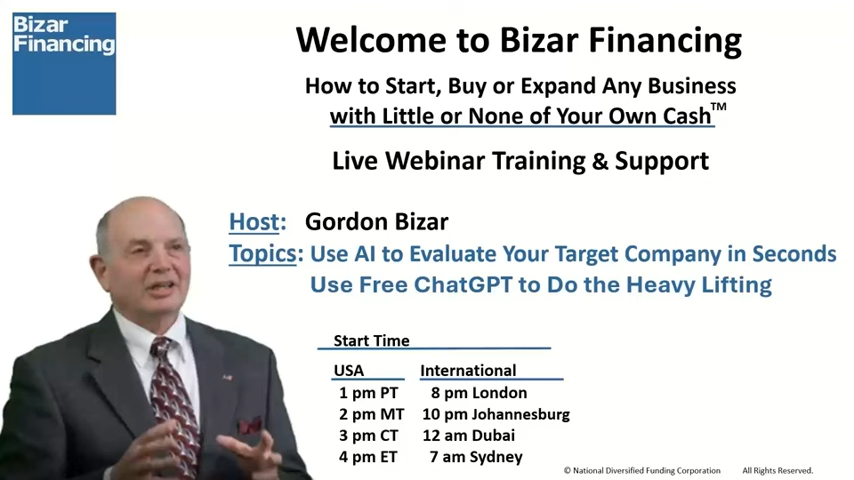 Bizar
Financing
Welcome to Bizar Financing
How to Start, Buy or Expand Any Business
with Little or None of Your Own Cash™
Live Webinar Training & Support
Host: Gordon Bizar
Topics: Use AI to Evaluate Your Target Company in Seconds
Use Free ChatGPT to Do the Heavy Lifting
Start Time
USA International
1 pm PT 8 pm London
2 pm MT 10 pm Johannesburg
3 pm CT 12 am Dubai
4 pm ET 7 am Sydney
© National Diversified Funding Corporation All Rights Reserved.